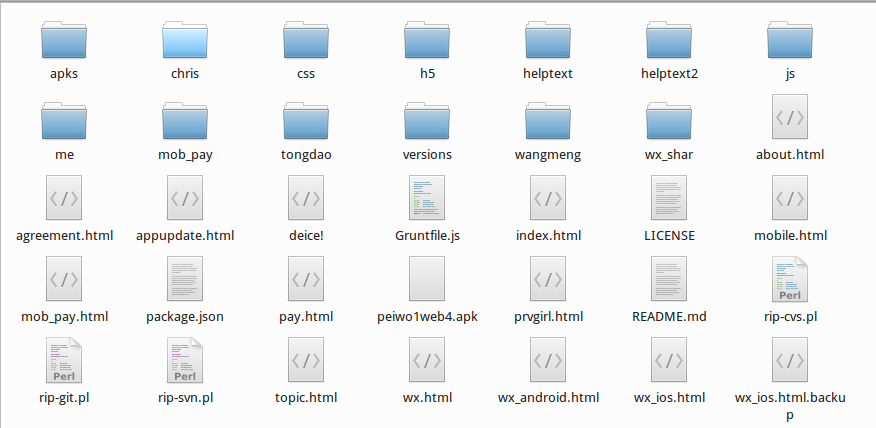 apks chris css h5 helptext helptext2 js
me mob_pay tongdao versions wangmeng wx_shar about.html
agreement.html appupdate.html deice! Gruntfile.js index.html LICENSE mobile.html
mob_pay.html package.json pay.html peiwo1web4.apk prvgirl.html README.md Perl rip-cvs.pl
Perl rip-git.pl Perl rip-svn.pl topic.html wx.html wx_android.html wx_ios.html wx_ios.html.backu
p